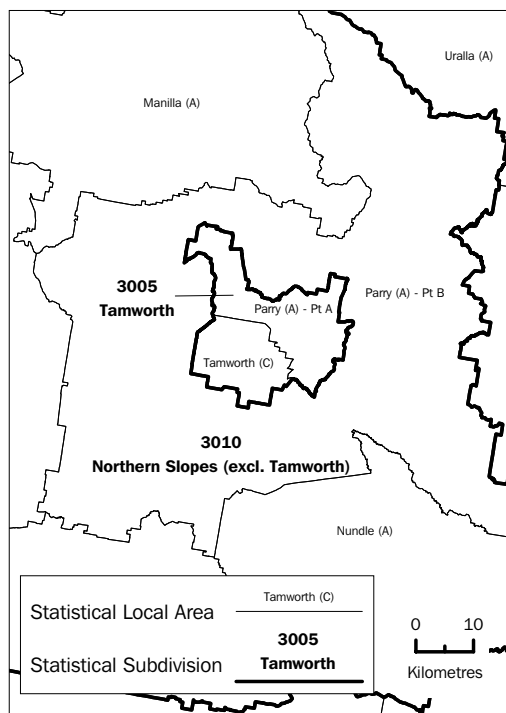 Uralla (A)
Manilla (A)
3005
Tamworth
Parry (A) - Pt A
Parry (A) - Pt B
Tamworth (C)
3010
Northern Slopes (excl. Tamworth)
Nundle (A)
Statistical Local Area
Tamworth (C)
Statistical Subdivision
3005
Tamworth
0 10
Kilometres